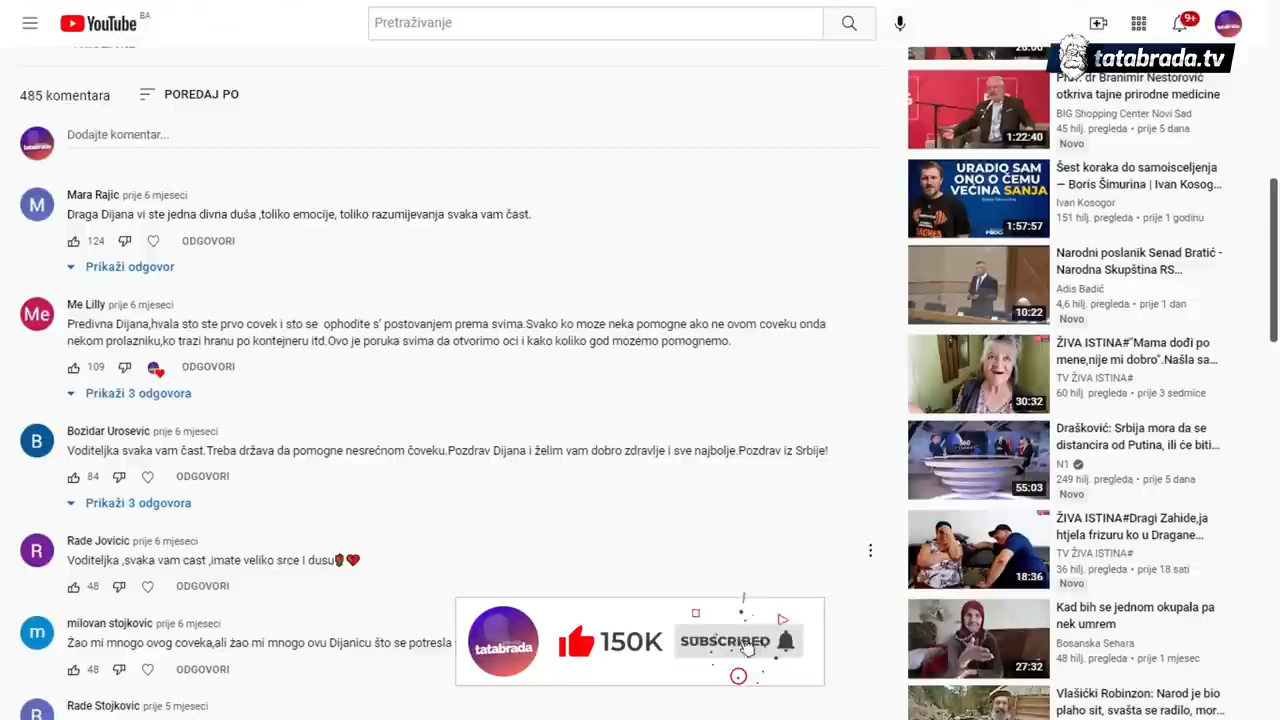 YouTube BA
Pretraživanje
9+
tatabrada.tv
485 komentara
POREDAJ PO
Dodajte komentar...
Mara Rajic prije 6 mjeseci
Draga Dijana vi ste jedna divna duša ,toliko emocije, toliko razumijevanja svaka vam čast.
124 ODGOVORI
Prikaži odgovor
Me Lilly prije 6 mjeseci
Predivna Dijana,hvala sto ste prvo covek i sto se ophodite s' postovanjem prema svima.Svako ko moze neka pomogne ako ne ovom coveku onda
nekom prolazniku,ko trazi hranu po kontejneru itd.Ovo je poruka svima da otvorimo oci i kako koliko god mozemo pomognemo.
109 ODGOVORI
Prikaži 3 odgovora
Bozidar Urosevic prije 6 mjeseci
Voditeljka svaka vam čast.Treba država da pomogne nesrećnom čoveku.Pozdrav Dijana i želim vam dobro zdravlje i sve najbolje.Pozdrav iz Srbije!
84 ODGOVORI
Prikaži 3 odgovora
Rade Jovicic prije 6 mjeseci
Voditeljka ,svaka vam cast ,imate veliko srce I dusu
48 ODGOVORI
milovan stojkovic prije 6 mjeseci
Žao mi mnogo ovog coveka,ali žao mi mnogo ovu Dijanicu što se potresla
48 ODGOVORI
Rade Stojkovic prije 5 mjeseci
tatabrada
150K
SUBSCRIBED
28:00
Prof. dr Branimir Nestorović
otkriva tajne prirodne medicine
BIG Shopping Center Novi Sad
45 hilj. pregleda • prije 5 dana
Novo
1:22:40
URADIO SAM
ONO O ČEMU
VEĆINA SANJA
1:57:57
Šest koraka do samoisceljenja
— Boris Šimurina | Ivan Kosog...
Ivan Kosogor
151 hilj. pregleda • prije 1 godinu
10:22
Narodni poslanik Senad Bratić -
Narodna Skupština RS...
Adis Badić
4,6 hilj. pregleda • prije 1 dan
Novo
30:32
ŽIVA ISTINA#"Mama dođi po
mene,nije mi dobro".Našla sa...
TV ŽIVA ISTINA#
60 hilj. pregleda • prije 3 sedmice
55:03
Drašković: Srbija mora da se
distancira od Putina, ili će biti...
N1
249 hilj. pregleda • prije 5 dana
Novo
18:36
ŽIVA ISTINA#Dragi Zahide,ja
htjela frizuru ko u Dragane...
TV ŽIVA ISTINA#
36 hilj. pregleda • prije 18 sati
Novo
27:32
Kad bih se jednom okupala pa
nek umrem
Bosanska Sehara
48 hilj. pregleda • prije 1 mjesec
Vlašićki Robinzon: Narod je bio
plaho sit, svašta se radilo, mor...